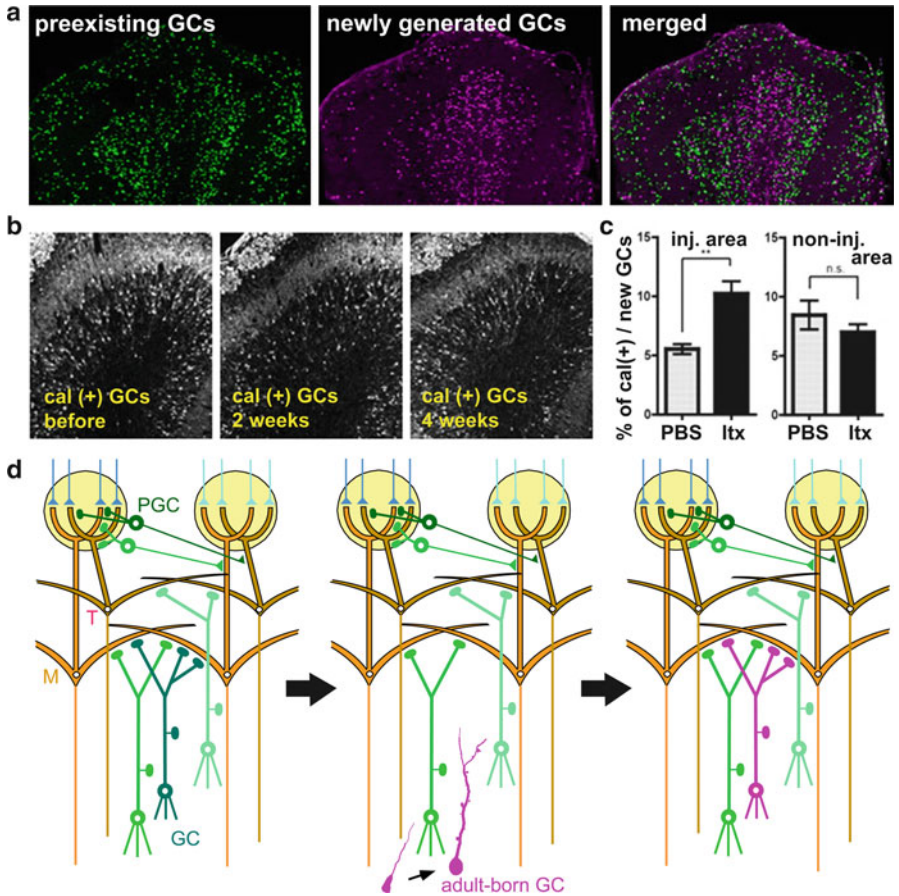 a
preexisting GCs
newly generated GCs
merged
b
cal (+) GCs
before
cal (+) GCs
2 weeks
cal (+) GCs
4 weeks
c
% of cal(+) / new GCs
inj. area
**
15
10
5
0
PBS
ltx
non-inj.
area
n.s.
15
10
5
0
PBS
ltx
d
PGC
T
M
GC
adult-born GC